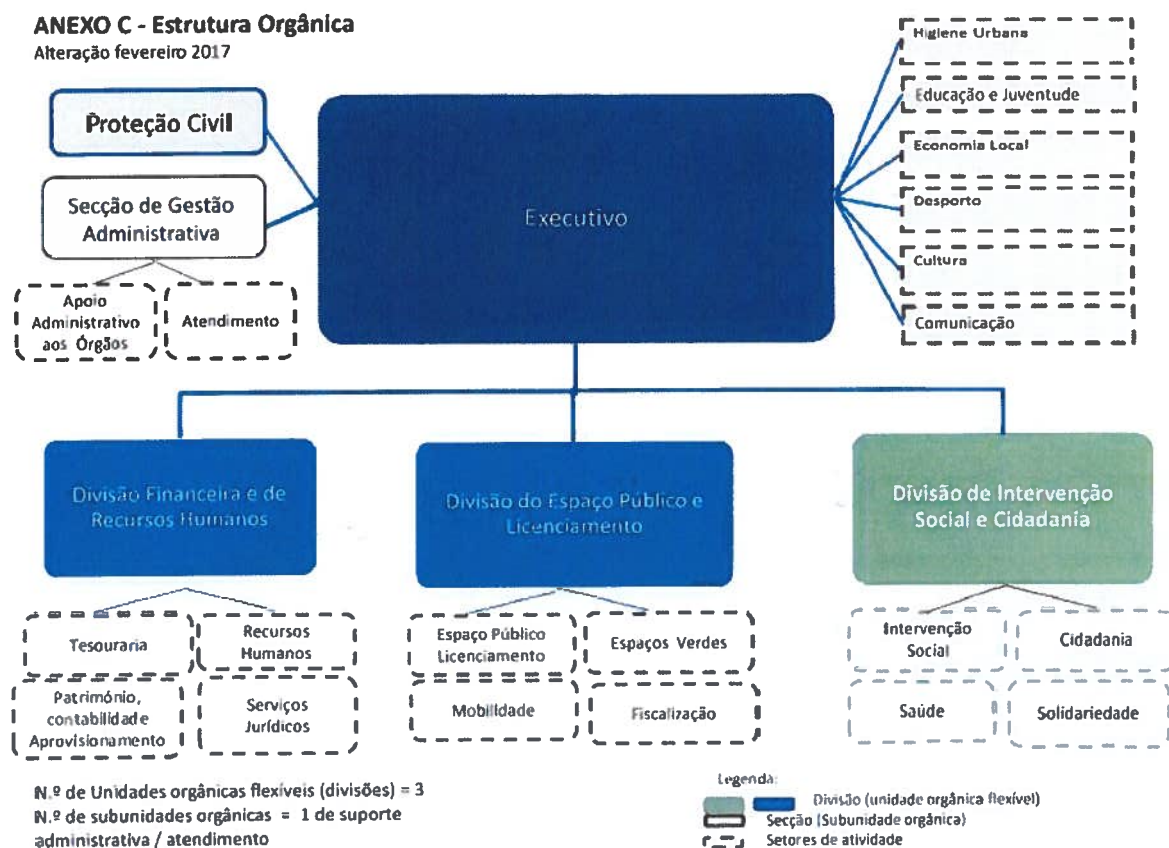 ANEXO C - Estrutura Orgânica
Alteração fevereiro 2017
Proteção Civil
Secção de Gestão
Administrativa
Apoio
Administrativo
aos Órgãos
Atendimento
Executivo
Higiene Urbana
Educação e Juventude
Economia Local
Desporto
Cultura
Comunicação
Divisão Financeira e de
Recursos Humanos
Divisão do Espaço Público e
Licenciamento
Divisão de Intervenção
Social e Cidadania
Tesouraria
Recursos
Humanos
Património,
contabilidade
Aprovisionamento
Serviços
Jurídicos
Espaço Público
Licenciamento
Espaços Verdes
Mobilidade
Fiscalização
Intervenção
Social
Cidadania
Saúde
Solidariedade
N.º de Unidades orgânicas flexíveis (divisões) = 3
N.º de subunidades orgânicas = 1 de suporte
administrativa / atendimento
Legenda:
Divisão (unidade orgânica flexível)
Secção (Subunidade orgânica)
Setores de atividade